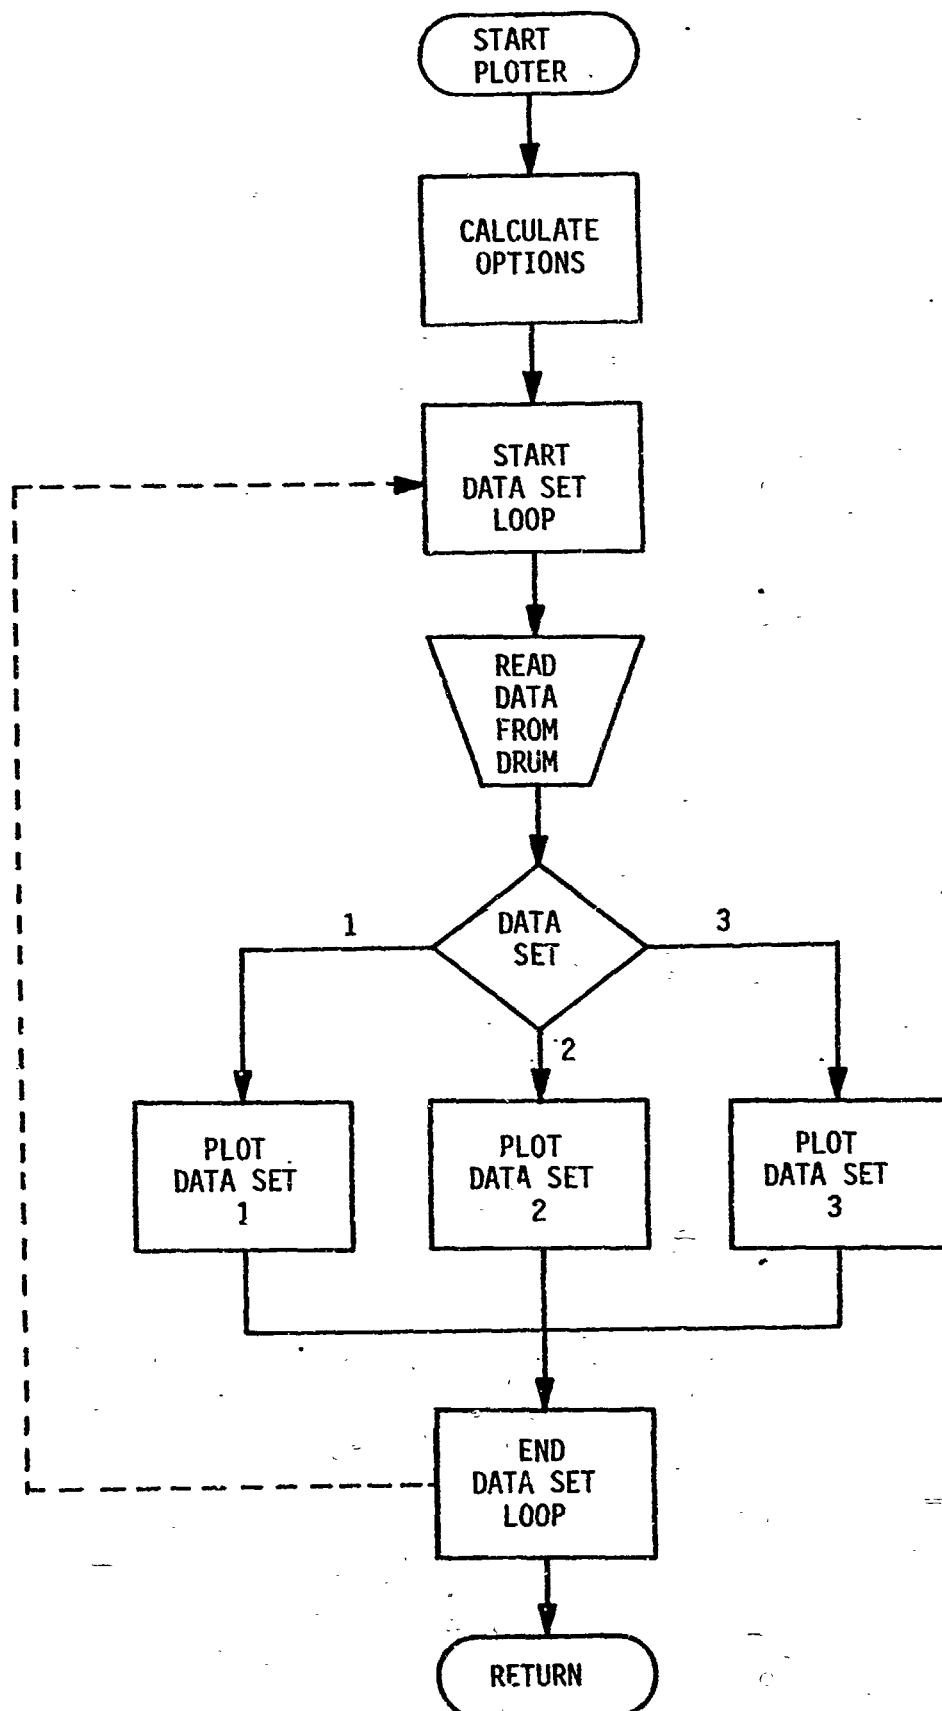 START
PLOTER
CALCULATE
OPTIONS
START
DATA SET
LOOP
READ
DATA
FROM
DRUM
DATA
SET
1
3
2
PLOT
DATA SET
1
PLOT
DATA SET
2
PLOT
DATA SET
3
END
DATA SET
LOOP
RETURN